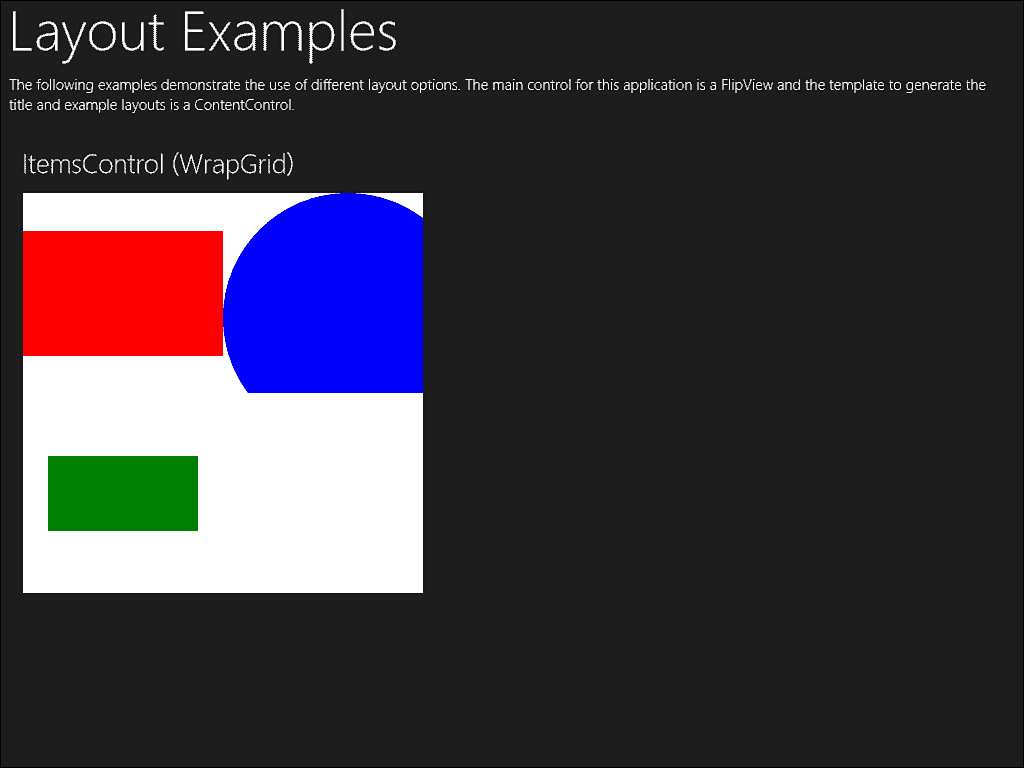 Layout Examples
The following examples demonstrate the use of different layout options. The main control for this application is a FlipView and the template to generate the
title and example layouts is a ContentControl.
ItemsControl (WrapGrid)